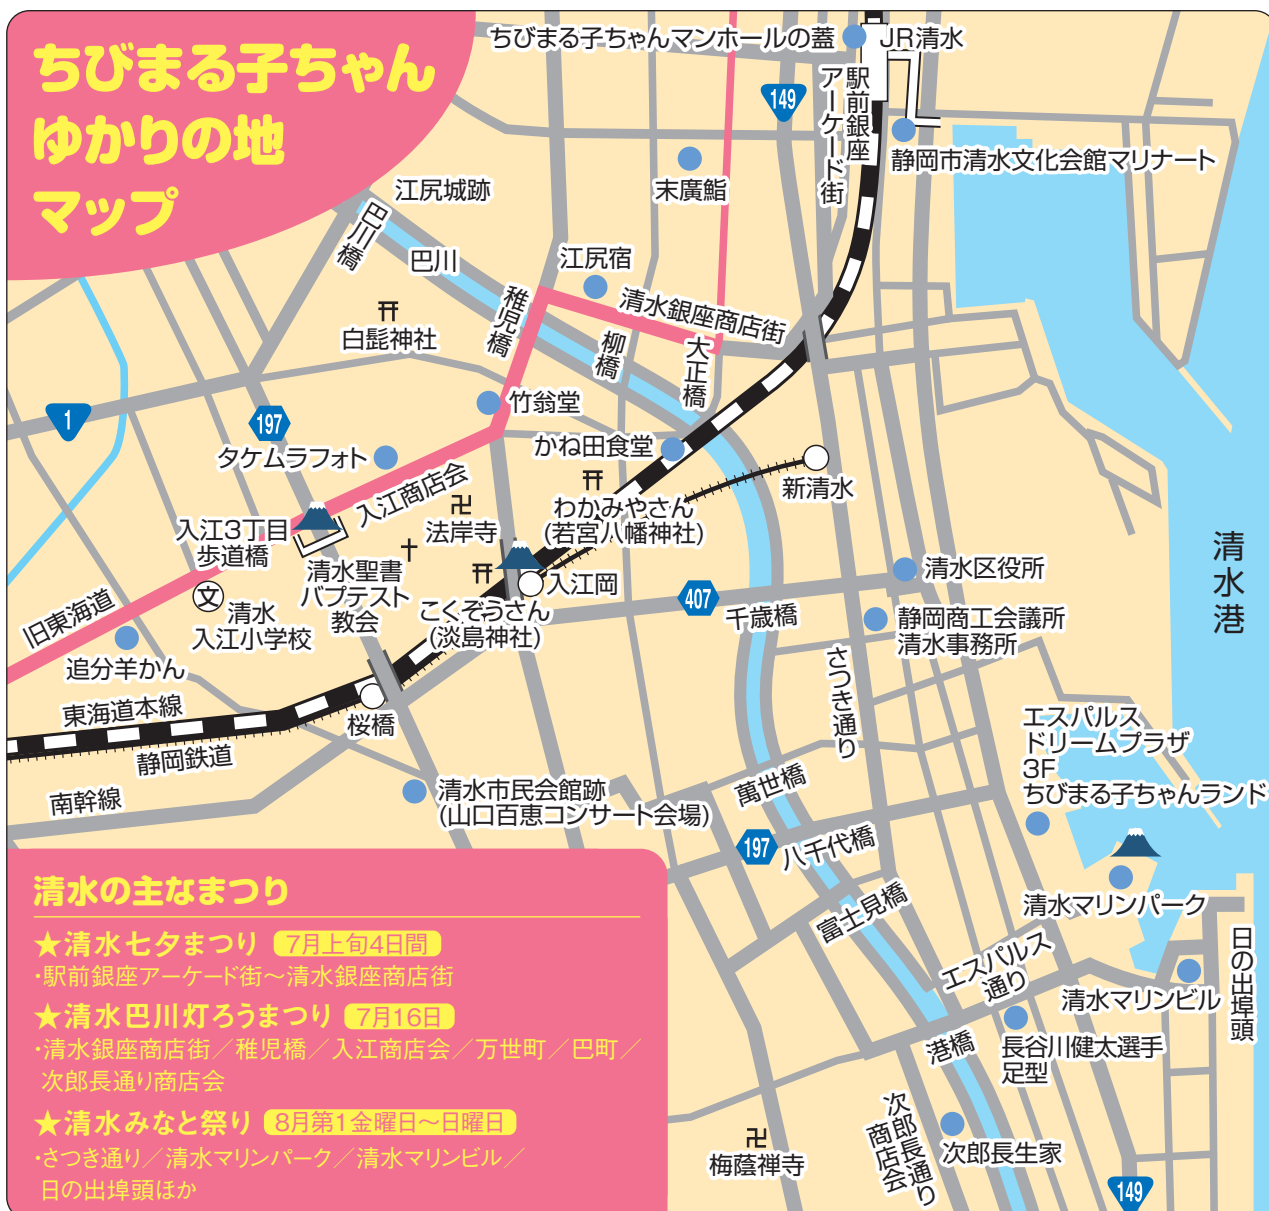 ちびまる子ちゃん
ゆかりの地
マップ
ちびまる子ちゃんマンホールの蓋
JR清水
149
駅前銀座
アーケード街
静岡市清水文化会館マリナート
末廣鮨
江尻城跡
巴川橋
巴川
江尻宿
清水銀座商店街
稚児橋
柳橋
大正橋
白髭神社
竹翁堂
1
197
タケムラフォト
かね田食堂
新清水
入江商店会
わかみやさん
(若宮八幡神社)
法岸寺
入江3丁目
歩道橋
清水聖書
バプテスト
教会
入江岡
こくぞうさん
(淡島神社)
文
清水
入江小学校
旧東海道
追分羊かん
407
千歳橋
清水区役所
静岡商工会議所
清水事務所
清水港
さつき通り
東海道本線
静岡鉄道
桜橋
南幹線
清水市民会館跡
(山口百恵コンサート会場)
萬世橋
エスパルス
ドリームプラザ
3F
ちびまる子ちゃんランド
197
八千代橋
富士見橋
清水マリンパーク
エスパルス
通り
清水マリンビル
日の出埠頭
港橋
長谷川健太選手
足型
次郎長通り
商店会
次郎長生家
梅蔭禅寺
149
清水の主なまつり
★清水七夕まつり 7月上旬4日間
・駅前銀座アーケード街～清水銀座商店街
★清水巴川灯ろうまつり 7月16日
・清水銀座商店街／稚児橋／入江商店会／万世町／巴町／
次郎長通り商店会
★清水みなと祭り 8月第1金曜日～日曜日
・さつき通り／清水マリンパーク／清水マリンビル／
日の出埠頭ほか